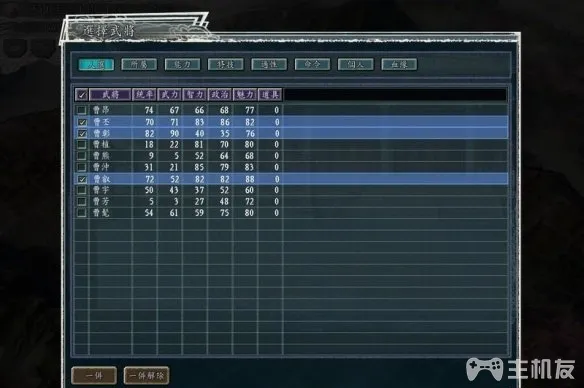 選擇武將
所屬 能力 特技 適性 命令 個人 血緣
武將 統率 武力 智力 政治 魅力 道具
曹昂 74 67 66 68 77 0
曹丕 70 71 83 86 82 0
曹彰 82 90 40 35 76 0
曹植 18 22 81 70 80 0
曹熊 9 5 52 64 68 0
曹沖 31 21 85 79 83 0
曹叡 72 52 82 82 88 0
曹宇 50 43 37 52 60 0
曹芳 5 3 27 48 72 0
曹髦 54 61 59 75 80 0
一併 一併解除
主机友